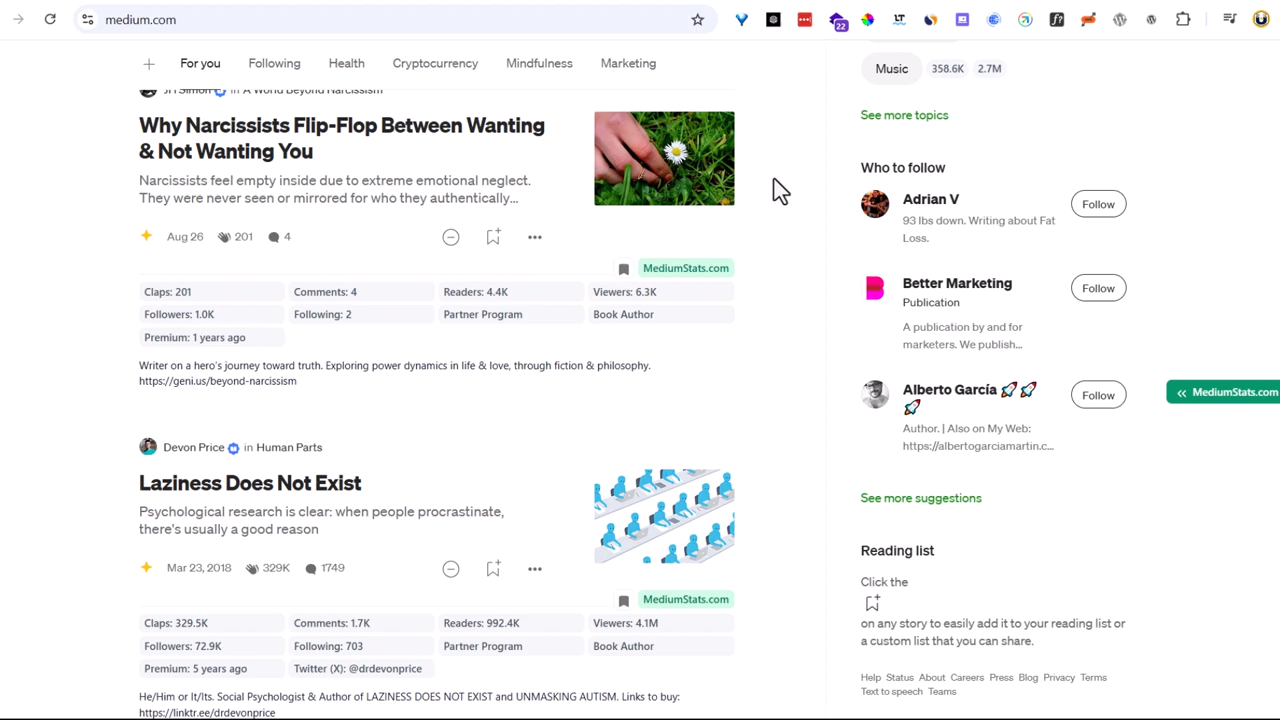 medium.com
22
LT
f?
For you Following Health Cryptocurrency Mindfulness Marketing
JH Simon in A World Beyond Narcissism
Why Narcissists Flip-Flop Between Wanting
& Not Wanting You
Narcissists feel empty inside due to extreme emotional neglect.
They were never seen or mirrored for who they authentically...
Aug 26 201 4
MediumStats.com
Claps: 201 Comments: 4 Readers: 4.4K Viewers: 6.3K
Followers: 1.0K Following: 2 Partner Program Book Author
Premium: 1 years ago
Writer on a hero's journey toward truth. Exploring power dynamics in life & love, through fiction & philosophy.
https://geni.us/beyond-narcissism
Devon Price in Human Parts
Laziness Does Not Exist
Psychological research is clear: when people procrastinate,
there's usually a good reason
Mar 23, 2018 329K 1749
MediumStats.com
Claps: 329.5K Comments: 1.7K Readers: 992.4K Viewers: 4.1M
Followers: 72.9K Following: 703 Partner Program Book Author
Premium: 5 years ago Twitter (X): @drdevonprice
He/Him or It/Its. Social Psychologist & Author of LAZINESS DOES NOT EXIST and UNMASKING AUTISM. Links to buy:
https://linktr.ee/drdevonprice
Music 358.6K 2.7M
See more topics
Who to follow
Adrian V
93 lbs down. Writing about Fat
Loss.
Follow
Better Marketing
Publication
A publication by and for
marketers. We publish...
Follow
Alberto García 🚀🚀
🚀
Author. | Also on My Web:
https://albertogarciamartin.c...
Follow
See more suggestions
Reading list
Click the
on any story to easily add it to your reading list or
a custom list that you can share.
Help Status About Careers Press Blog Privacy Terms
Text to speech Teams
« MediumStats.com